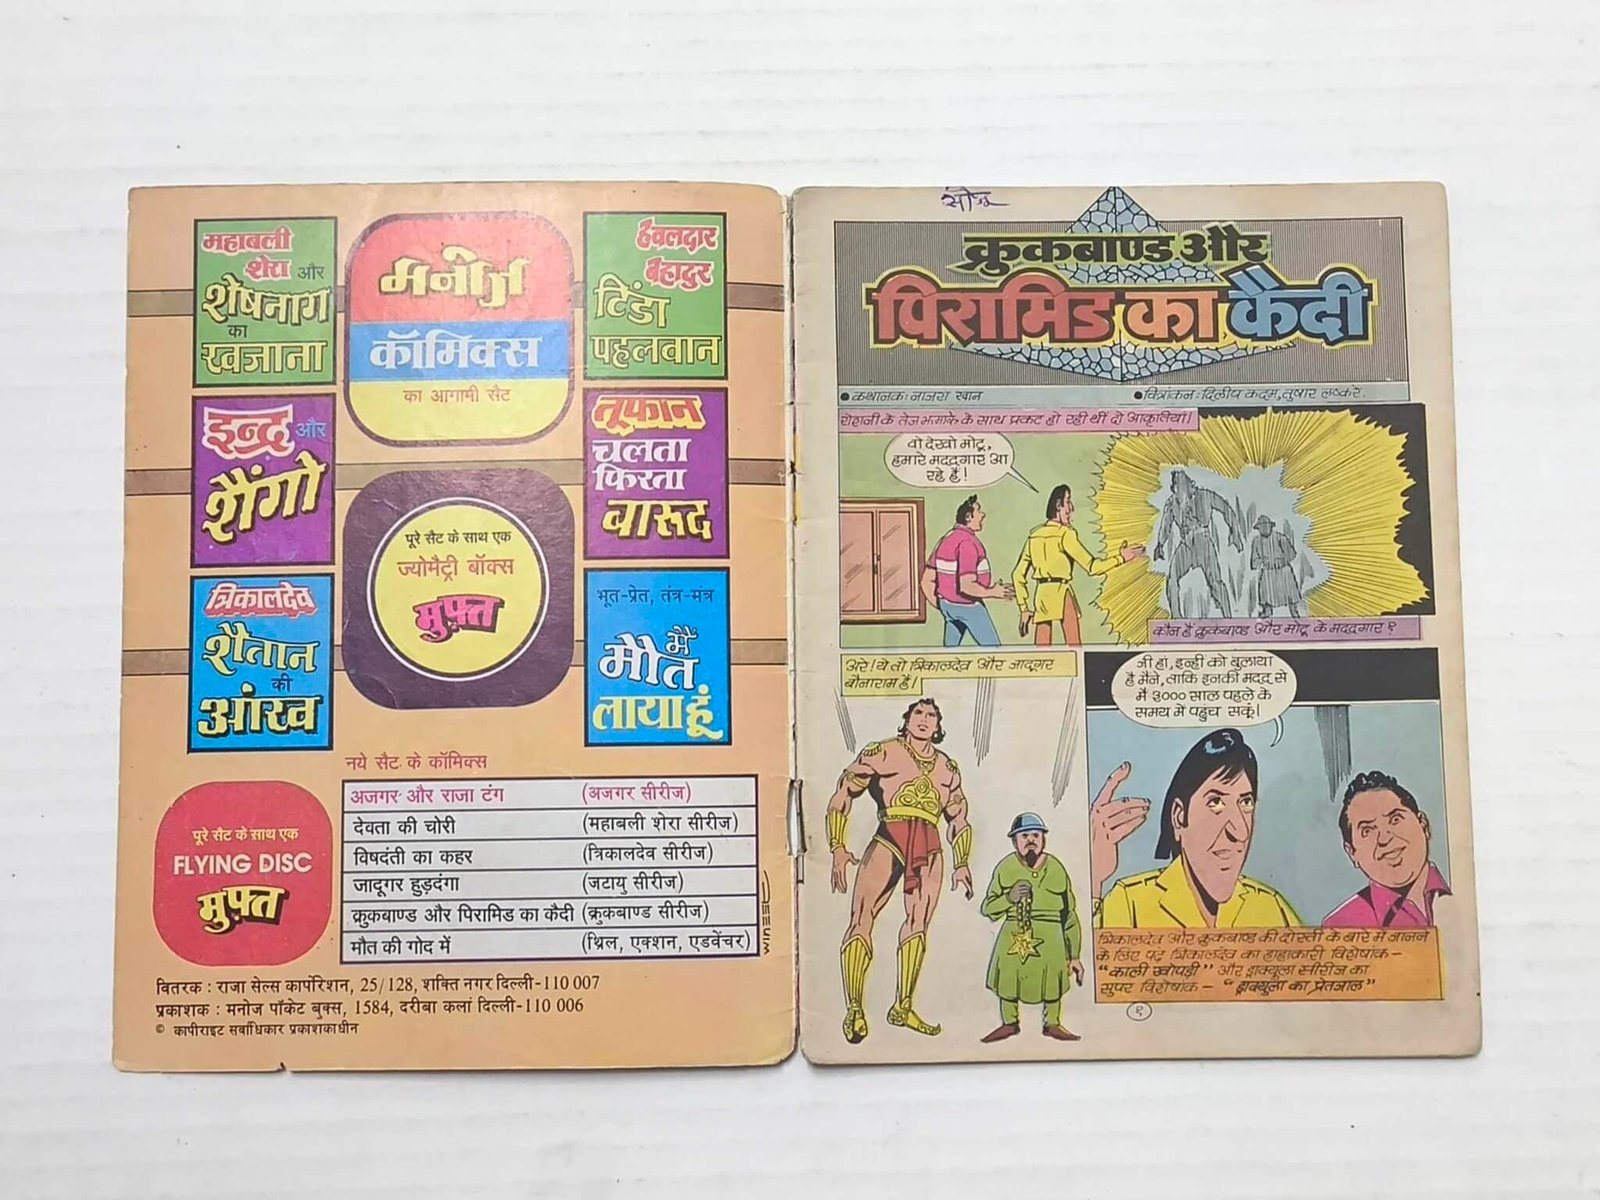 महाबली
शेरा और
शेषनाग
का
खजाना
मनोज
कॉमिक्स
का आगामी सैट
हवलदार
बहादुर
टिंडा
पहलवान
इन्द्र और
शैंगो
तूफान
चलता
फिरता
बारूद
पूरे सैट के साथ एक
ज्योमैट्री बॉक्स
मुफ़्त
त्रिकालदेव
शैतान
की
आंख
भूत-प्रेत, तंत्र-मंत्र
मैं
मौत
लाया हूं
नये सैट के कॉमिक्स
पूरे सैट के साथ एक
FLYING DISC
मुफ़्त
अजगर और राजा टंग (अजगर सीरीज)
देवता की चोरी (महाबली शेरा सीरीज)
विषदंती का कहर (त्रिकालदेव सीरीज)
जादूगर हुड़दंगा (जटायु सीरीज)
क्रुकबाण्ड और पिरामिड का कैदी (क्रुकबाण्ड सीरीज)
मौत की गोद में (थ्रिल, एक्शन, एडवेंचर)
वितरक : राजा सेल्स कार्पोरेशन, 25/128, शक्ति नगर दिल्ली-110 007
प्रकाशक : मनोज पॉकेट बुक्स, 1584, दरीबा कलां दिल्ली-110 006
© कापीराइट सर्वाधिकार प्रकाशकाधीन
क्रुकबाण्ड और
पिरामिड का कैदी
● कथानक: नाजरा खान ● चित्रांकन: दिलीप कदम, तुषार लष्करे.
रोशनी के तेज भभाके के साथ प्रकट हो रही थीं दो आकृतियां।
वो देखो मोटू,
हमारे मददगार आ
रहे हैं!
कौन हैं क्रुकबाण्ड और मोटू के मददगार ?
अरे! ये तो त्रिकालदेव और जादूगर
बौनाराम हैं।
जी हां, इन्हीं को बुलाया
है मैंने, ताकि इनकी मदद से
मैं ३००० साल पहले के
समय में पहुंच सकूं।
त्रिकालदेव और क्रुकबाण्ड की दोस्ती के बारे में जानने
के लिए पढ़ें त्रिकालदेव का हाहाकारी विशेषांक-
"काली खोपड़ी" और ड्राक्यूला सीरीज का
सुपर विशेषांक- "ड्राक्यूला का प्रेतजाल"
१